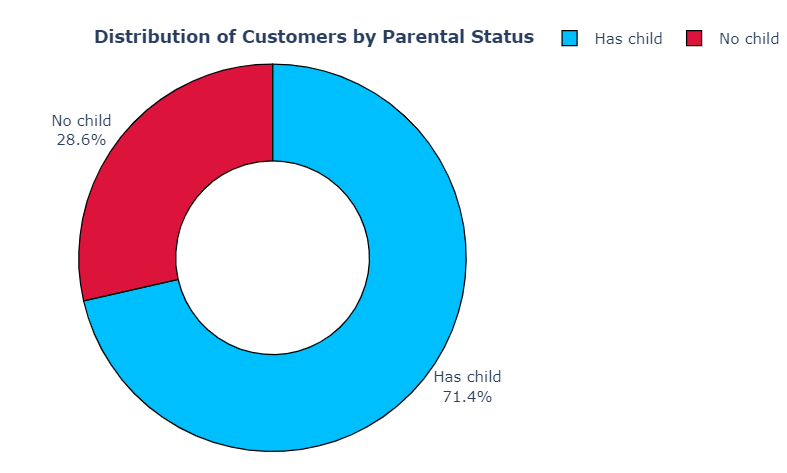 Distribution of Customers by Parental Status
Has child
No child
No child
28.6%
Has child
71.4%